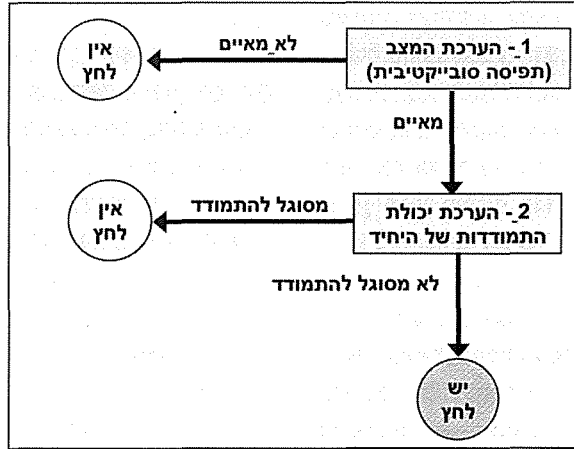 1 - הערכת המצב
(תפיסה סובייקטיבית)
לא מאיים
אין
לחץ
מאיים
2 - הערכת יכולת
התמודדות של היחיד
מסוגל להתמודד
אין
לחץ
לא מסוגל להתמודד
יש
לחץ